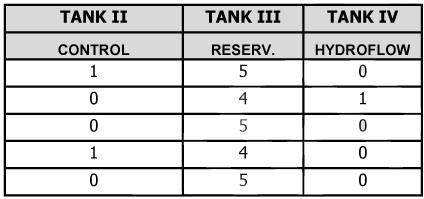 TANK II TANK III TANK IV
CONTROL RESERV. HYDROFLOW
1 5 0
0 4 1
0 5 0
1 4 0
0 5 0